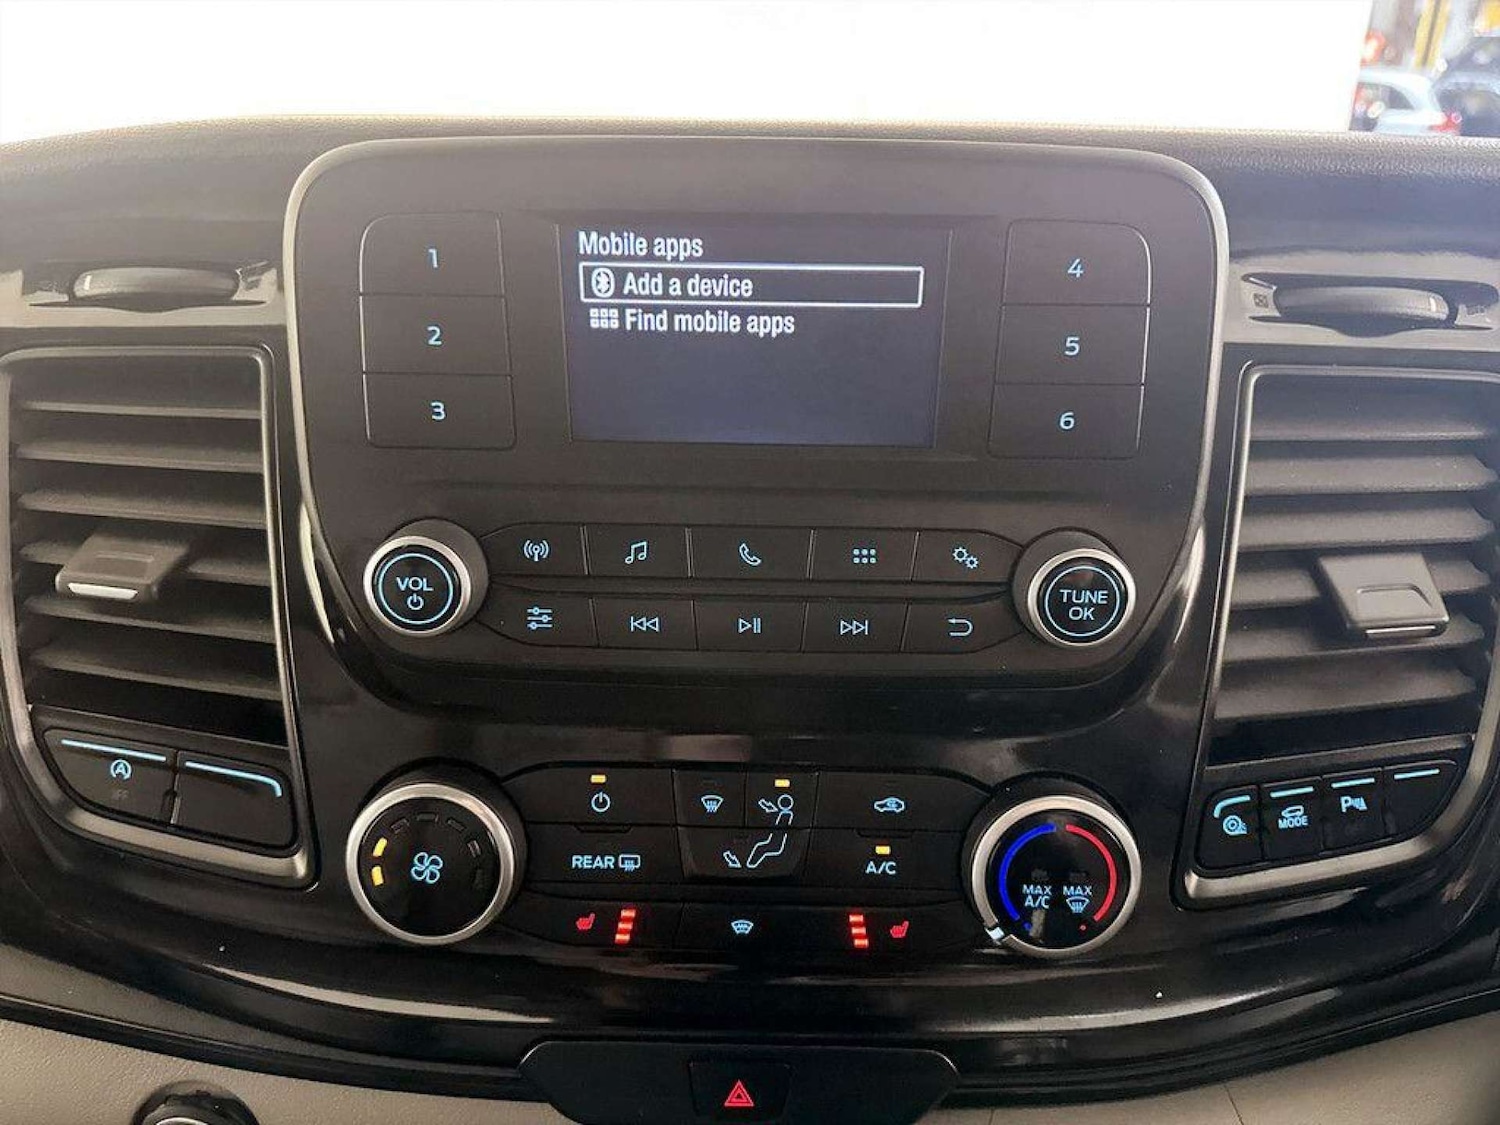 Mobile apps
Add a device
Find mobile apps
1
2
3
4
5
6
VOL
TUNE
OK
A
MODE
P
REAR
A/C
MAX
A/C
MAX